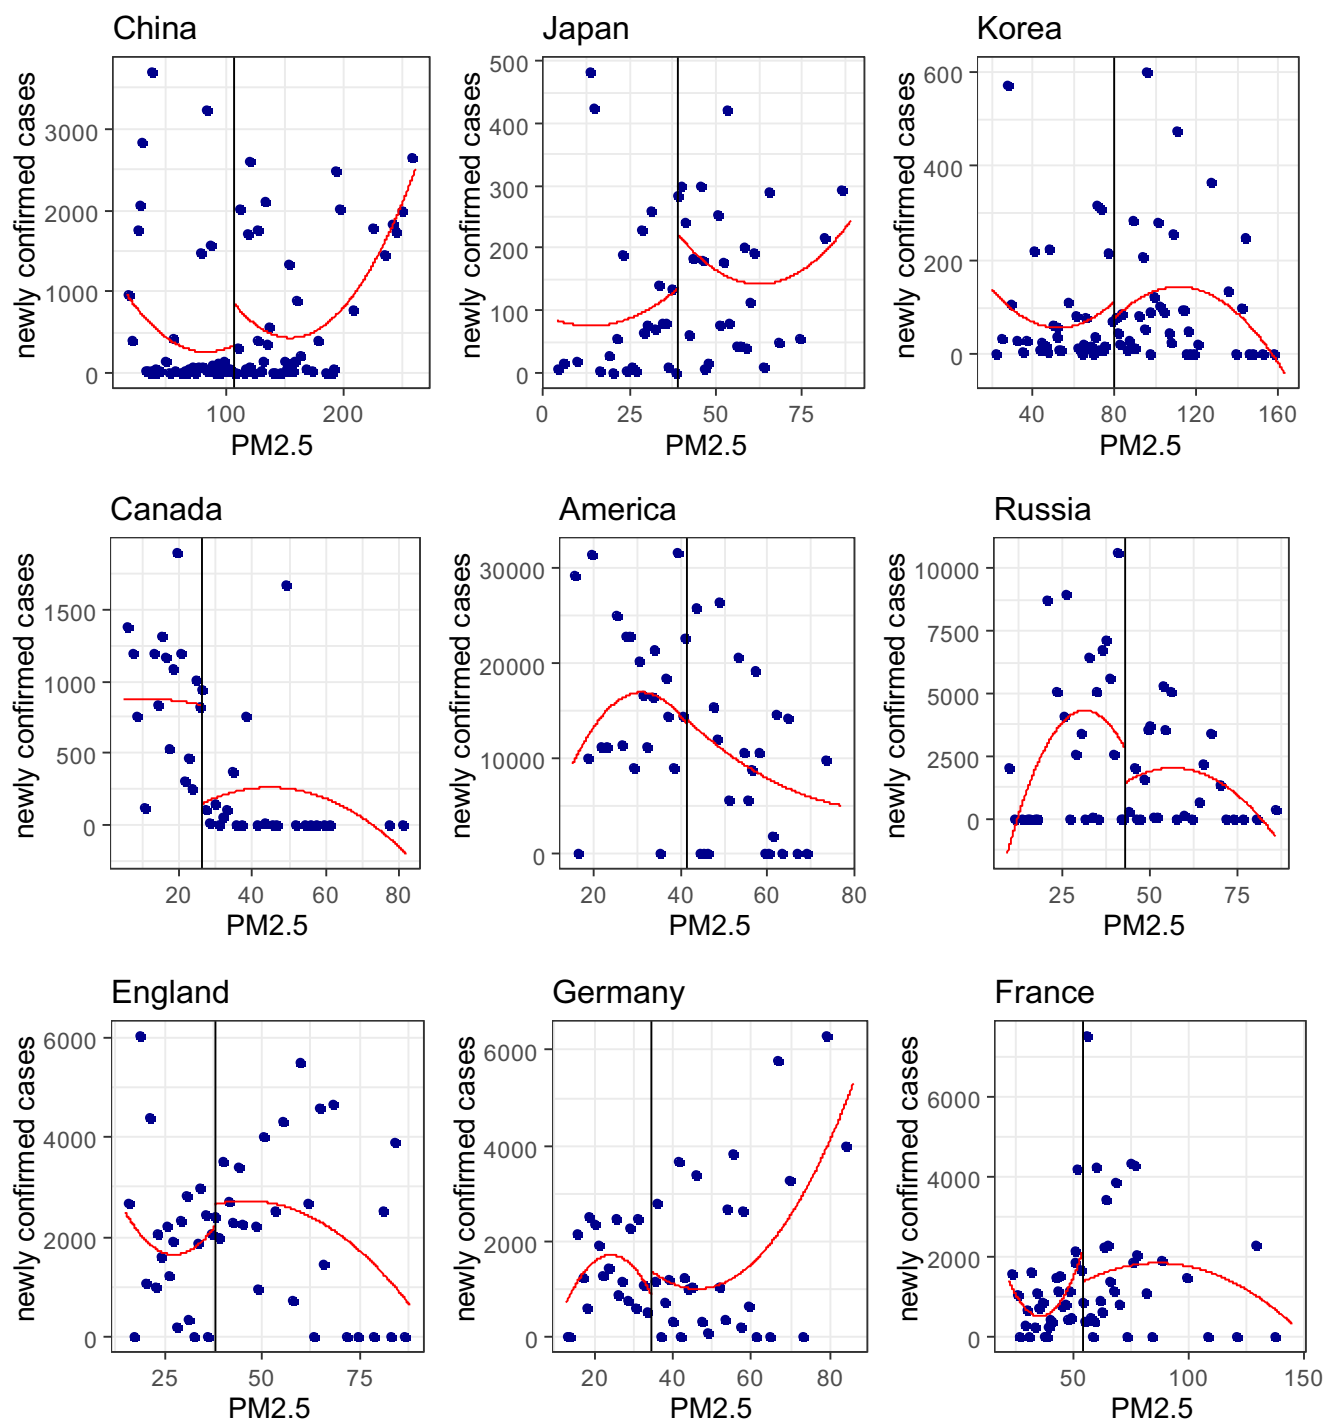 China
newly confirmed cases
3000
2000
1000
0
100
200
PM2.5
Japan
newly confirmed cases
500
400
300
200
100
0
0
25
50
75
PM2.5
Korea
newly confirmed cases
600
400
200
0
40
80
120
160
PM2.5
Canada
newly confirmed cases
1500
1000
500
0
20
40
60
80
PM2.5
America
newly confirmed cases
30000
20000
10000
0
20
40
60
80
PM2.5
Russia
newly confirmed cases
10000
7500
5000
2500
0
25
50
75
PM2.5
England
newly confirmed cases
6000
4000
2000
0
25
50
75
PM2.5
Germany
newly confirmed cases
6000
4000
2000
0
20
40
60
80
PM2.5
France
newly confirmed cases
6000
4000
2000
0
50
100
150
PM2.5